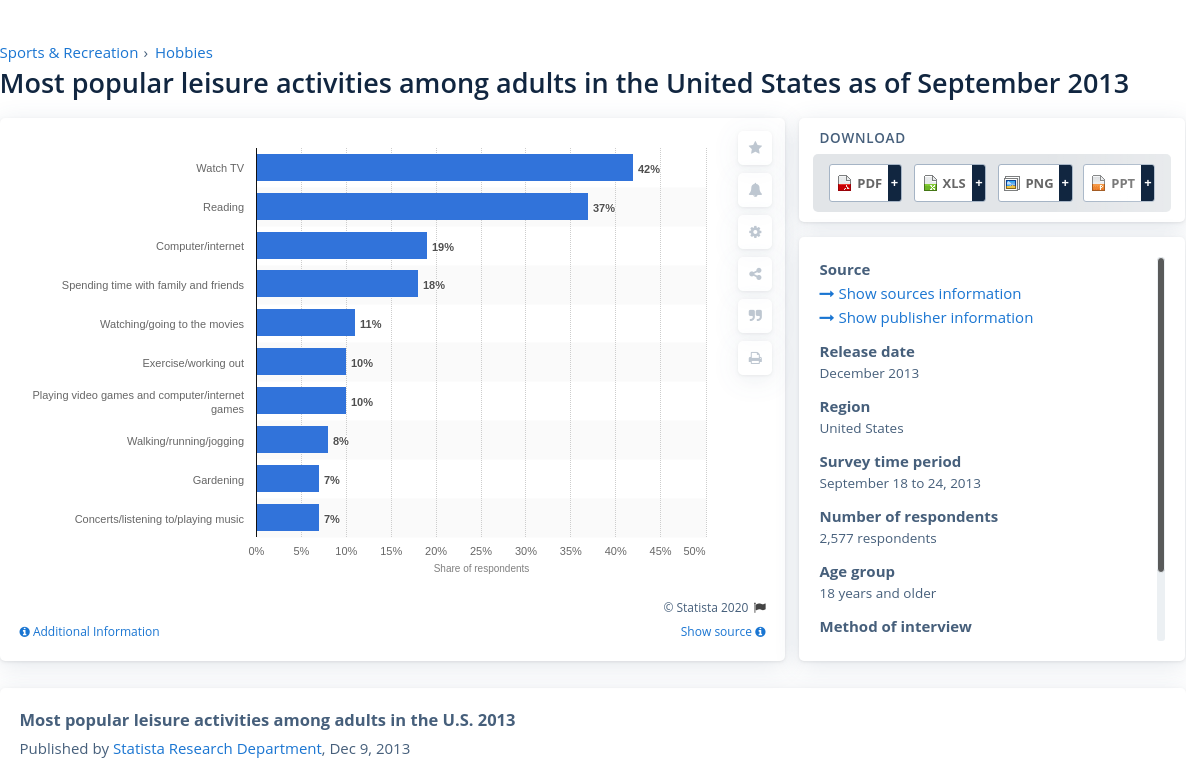 Sports & Recreation › Hobbies
Most popular leisure activities among adults in the United States as of September 2013
Watch TV
42%
Reading
37%
Computer/internet
19%
Spending time with family and friends
18%
Watching/going to the movies
11%
Exercise/working out
10%
Playing video games and computer/internet
games
10%
Walking/running/jogging
8%
Gardening
7%
Concerts/listening to/playing music
7%
0% 5% 10% 15% 20% 25% 30% 35% 40% 45% 50%
Share of respondents
© Statista 2020
Additional Information
Show source
DOWNLOAD
PDF + XLS + PNG + PPT +
Source
Show sources information
Show publisher information
Release date
December 2013
Region
United States
Survey time period
September 18 to 24, 2013
Number of respondents
2,577 respondents
Age group
18 years and older
Method of interview
Most popular leisure activities among adults in the U.S. 2013
Published by Statista Research Department, Dec 9, 2013